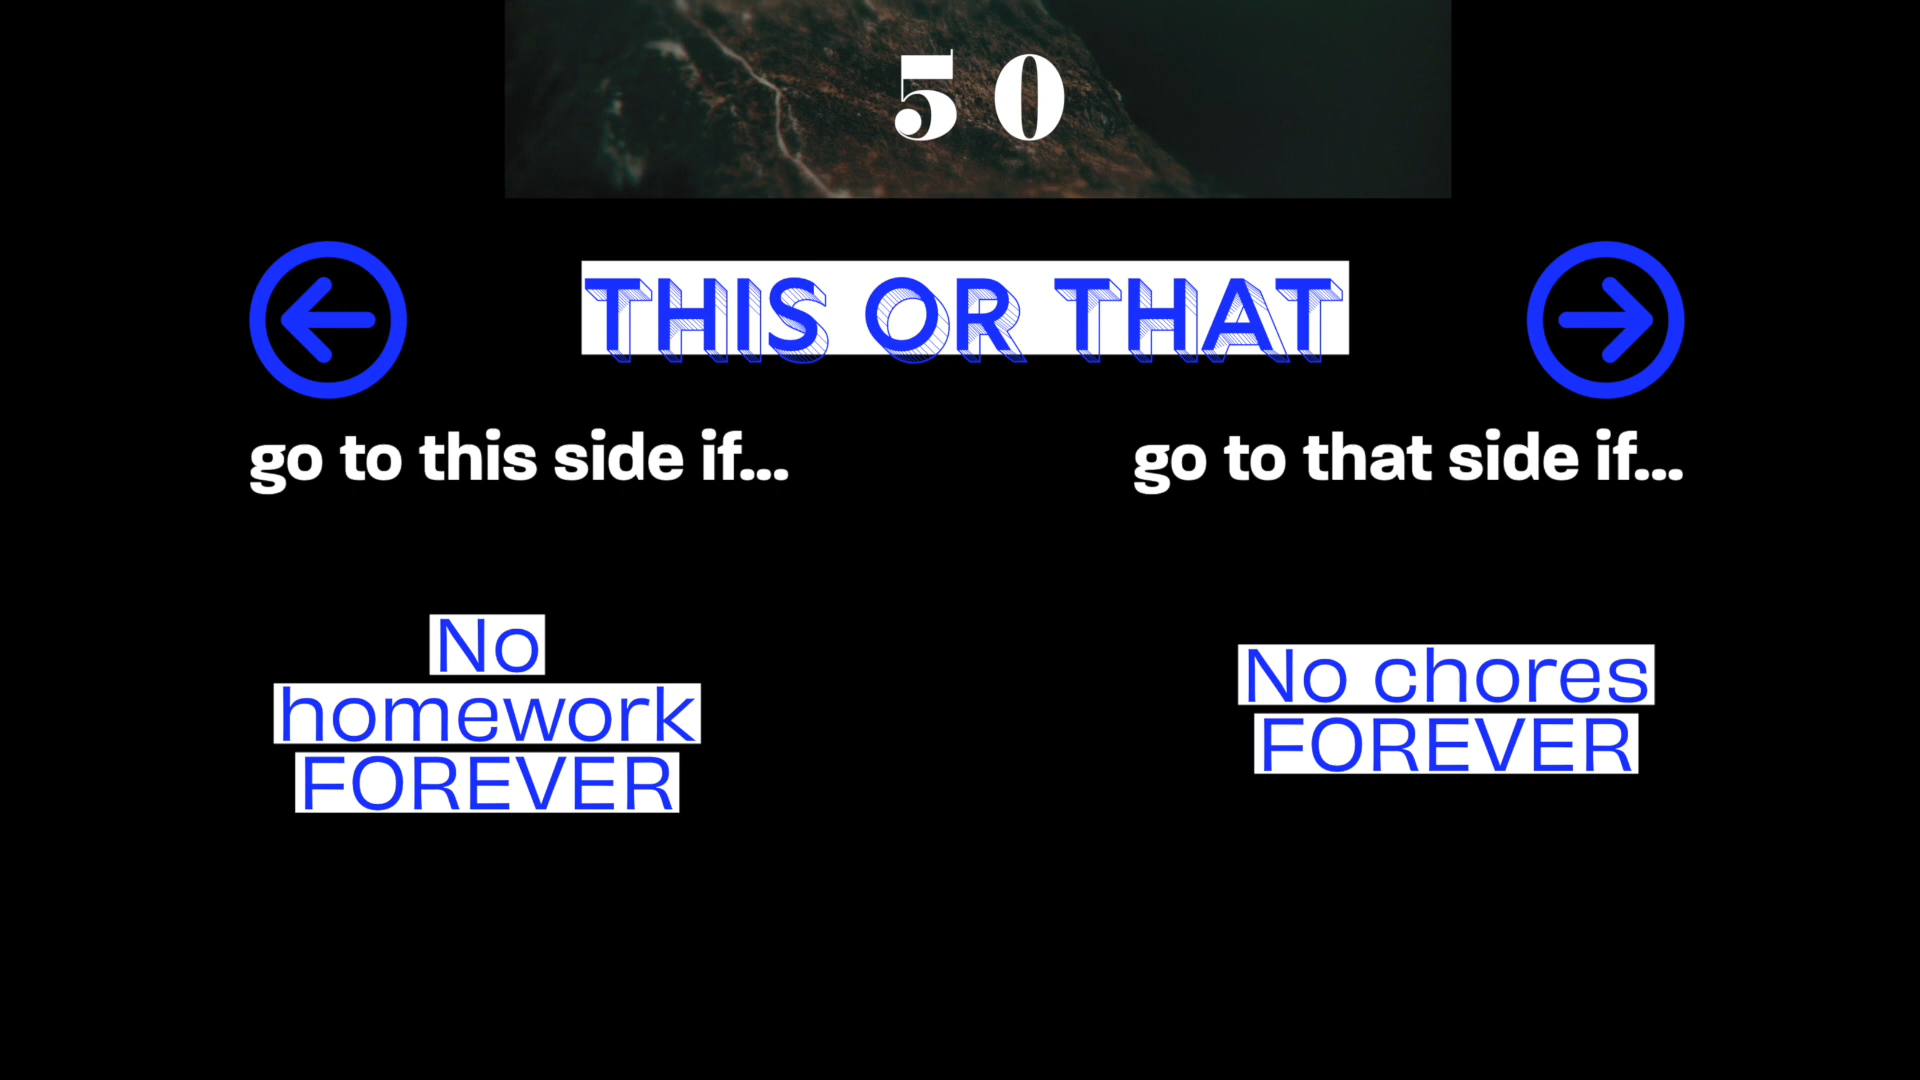 50
THIS OR THAT
go to this side if...
go to that side if...
No
homework
FOREVER
No chores
FOREVER